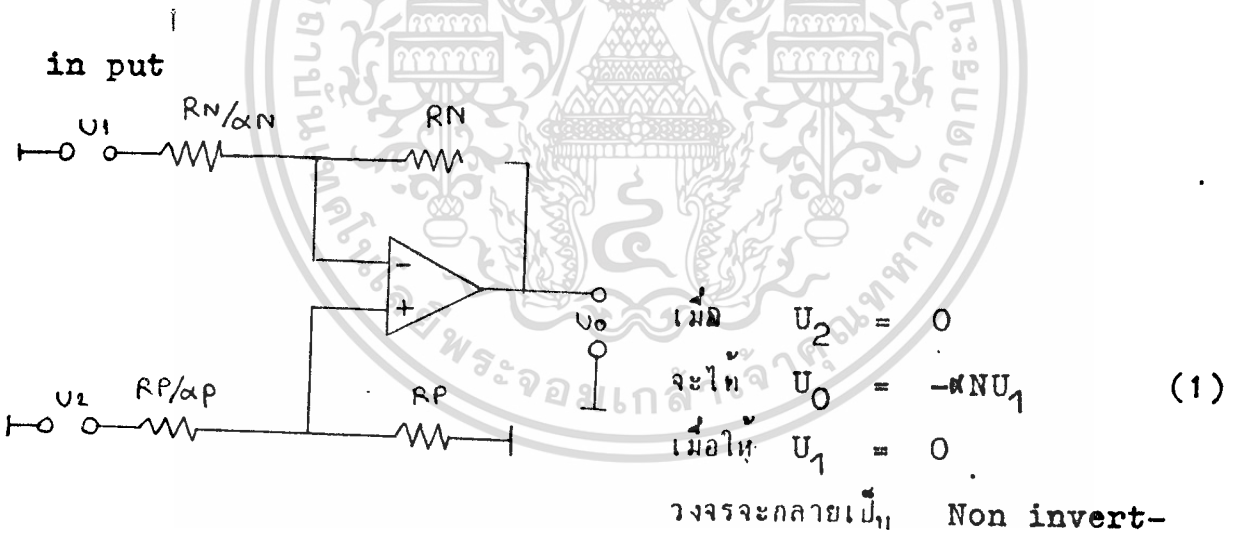 in put
U1 RN/αN RN
-
+
Uo
U2 RP/αP RP
เมื่อ U₂ = 0
จะได้ U₀ = -αNU₁ (1)
เมื่อให้ U₁ = 0
วงจรจะกลายเป็น Non invert-